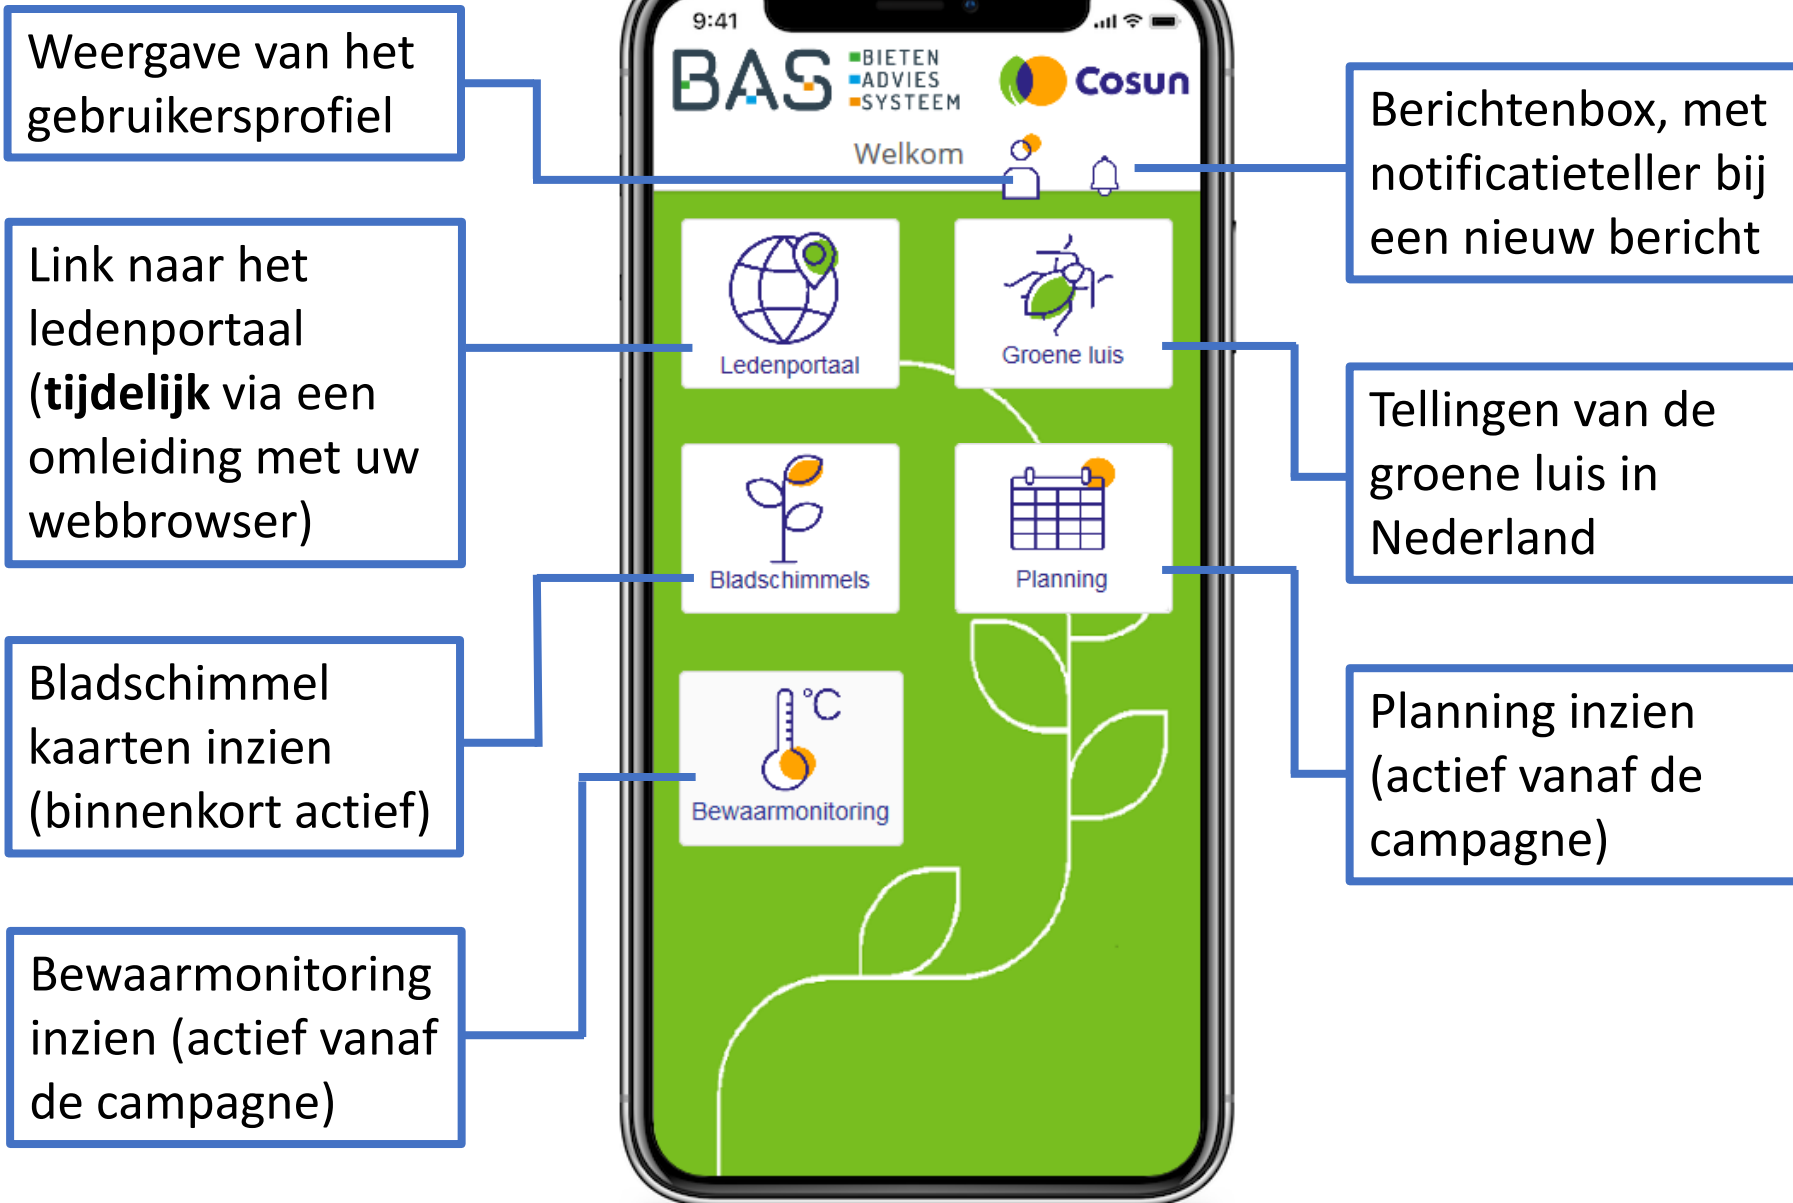 Weergave van het
gebruikersprofiel
Link naar het
ledenportaal
(tijdelijk via een
omleiding met uw
webbrowser)
Bladschimmel
kaarten inzien
(binnenkort actief)
Bewaarmonitoring
inzien (actief vanaf
de campagne)
9:41
BAS
BIETEN
ADVIES
SYSTEEM
Cosun
Welkom
Ledenportaal
Groene luis
Bladschimmels
Planning
°C
Bewaarmonitoring
Berichtenbox, met
notificatieteller bij
een nieuw bericht
Tellingen van de
groene luis in
Nederland
Planning inzien
(actief vanaf de
campagne)